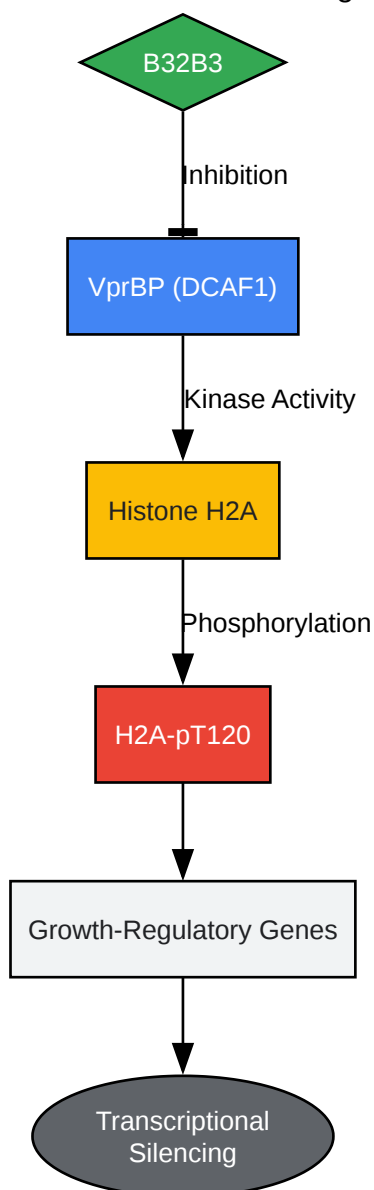 B32B3
Inhibition
VprBP (DCAF1)
Kinase Activity
Histone H2A
Phosphorylation
H2A-pT120
Growth-Regulatory Genes
Transcriptional
Silencing